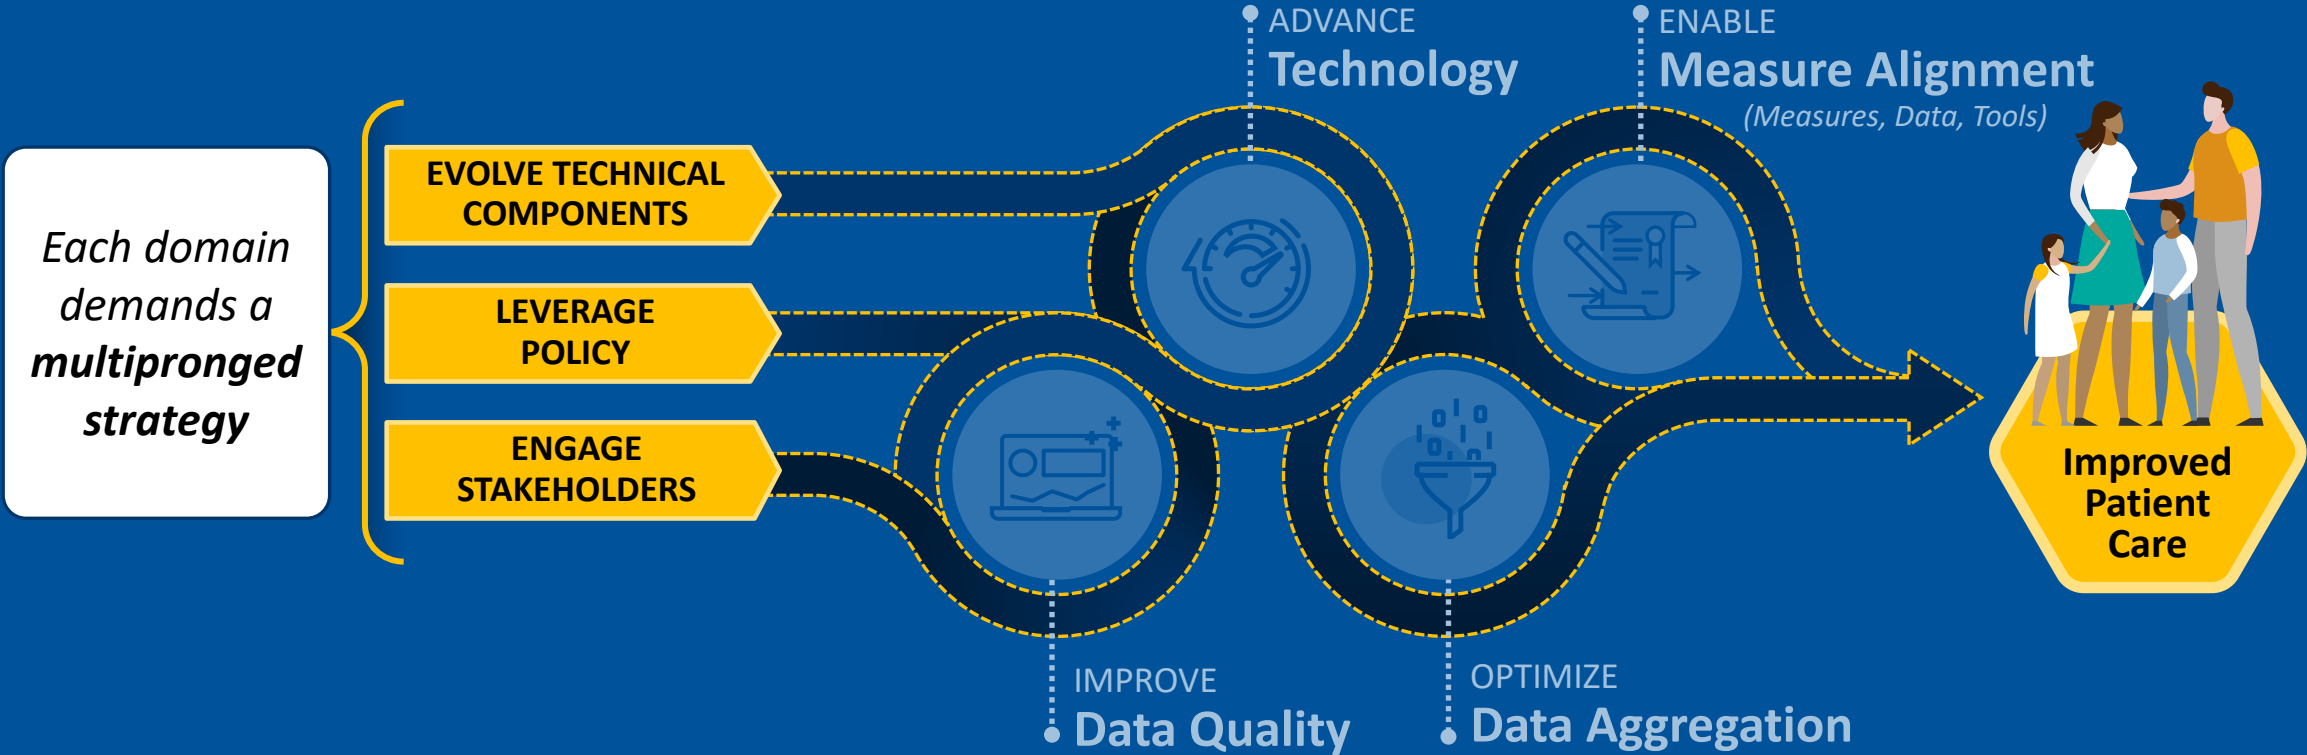 Each domain
demands a
multipronged
strategy
EVOLVE TECHNICAL
COMPONENTS
LEVERAGE
POLICY
ENGAGE
STAKEHOLDERS
ADVANCE
Technology
ENABLE
Measure Alignment
(Measures, Data, Tools)
IMPROVE
Data Quality
OPTIMIZE
Data Aggregation
Improved
Patient
Care